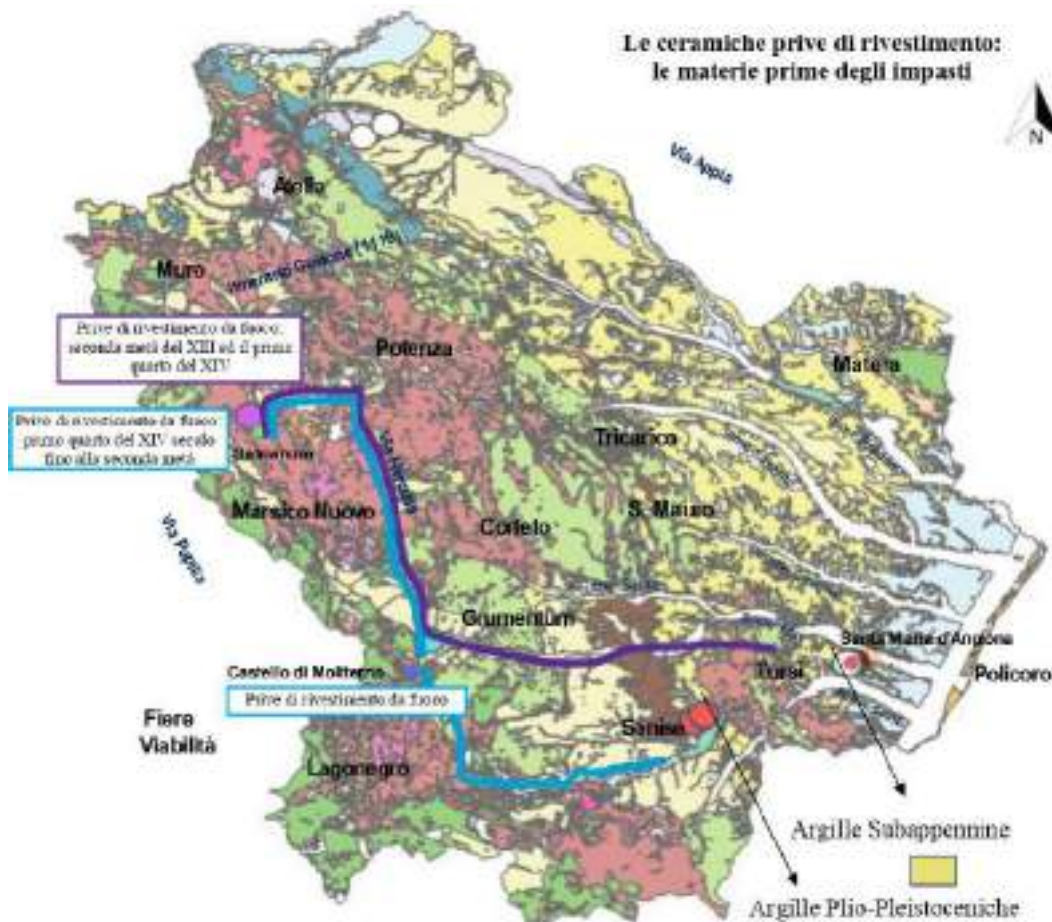 Le ceramiche prive di rivestimento:
le materie prime degli impasti
N
Via Appia
Atella
Muro
Prive di rivestimento da fuoco:
seconda metà del XIII ed il primo
quarto del XIV
Potenza
Matera
Prive di rivestimento da fuoco
primo quarto del XIV secolo
fino alla seconda metà
Tricarico
Via Herculia
Marsico Nuovo
Corleto
S. Mauro
Via Popilia
Grumentum
Santa Maria d'Anglona
Castello di Moliterno
Tursi
Policoro
Prive di rivestimento da fuoco
Fiere
Viabilità
Senise
Lagonegro
Argille Subappennine
Argille Plio-Pleistoceniche